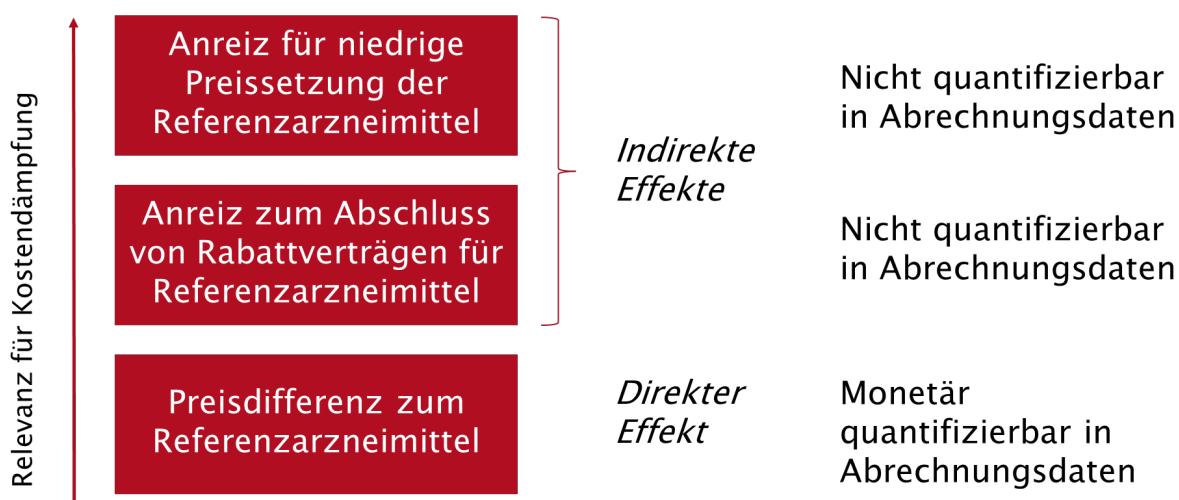 Relevanz für Kostendämpfung
Anreiz für niedrige
Preissetzung der
Referenzarzneimittel
Nicht quantifizierbar
in Abrechnungsdaten
Indirekte
Effekte
Anreiz zum Abschluss
von Rabattverträgen für
Referenzarzneimittel
Nicht quantifizierbar
in Abrechnungsdaten
Preisdifferenz zum
Referenzarzneimittel
Direkter
Effekt
Monetär
quantifizierbar in
Abrechnungsdaten